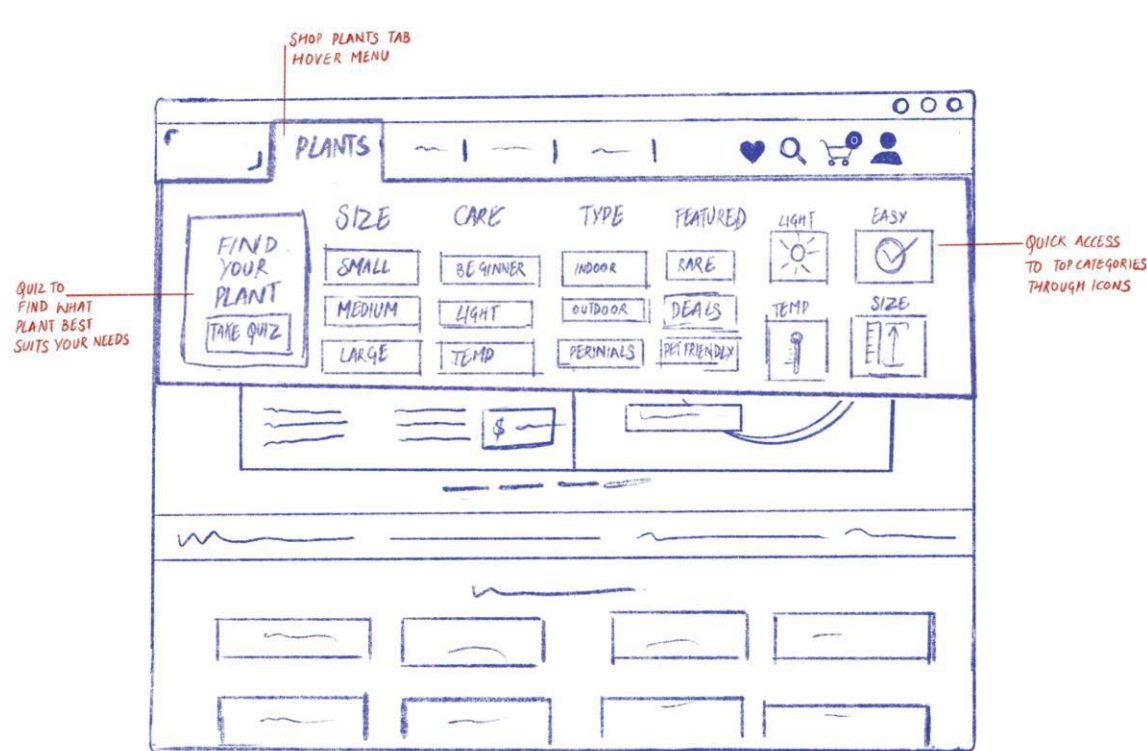 SHOP PLANTS TAB
HOVER MENU
PLANTS
0
FIND
YOUR
PLANT
TAKE QUIZ
SIZE
SMALL
MEDIUM
LARGE
CARE
BEGINNER
LIGHT
TEMP
TYPE
INDOOR
OUTDOOR
PERINIALS
FEATURED
RARE
DEALS
PET FRIENDLY
LIGHT
EASY
TEMP
SIZE
QUIZ TO
FIND WHAT
PLANT BEST
SUITS YOUR NEEDS
QUICK ACCESS
TO TOP CATEGORIES
THROUGH ICONS
$